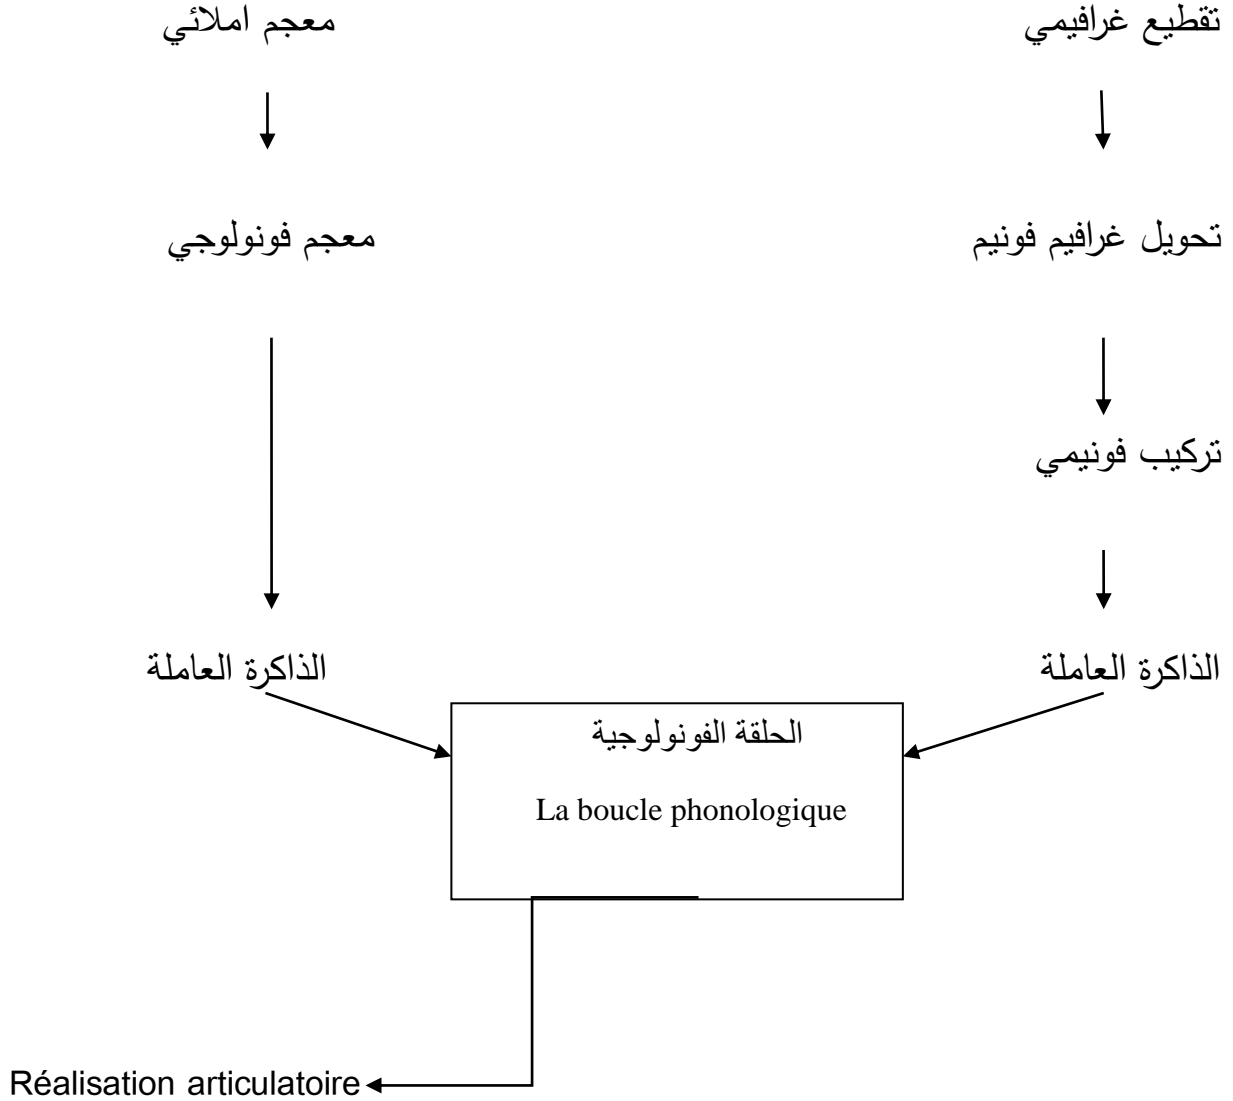 تقطيع غرافيمي
معجم املائي
تحويل غرافيم فونيم
معجم فونولوجي
تركيب فونيمي
الذاكرة العاملة
الذاكرة العاملة
الحلقة الفونولوجية
La boucle phonologique
Réalisation articulatoire